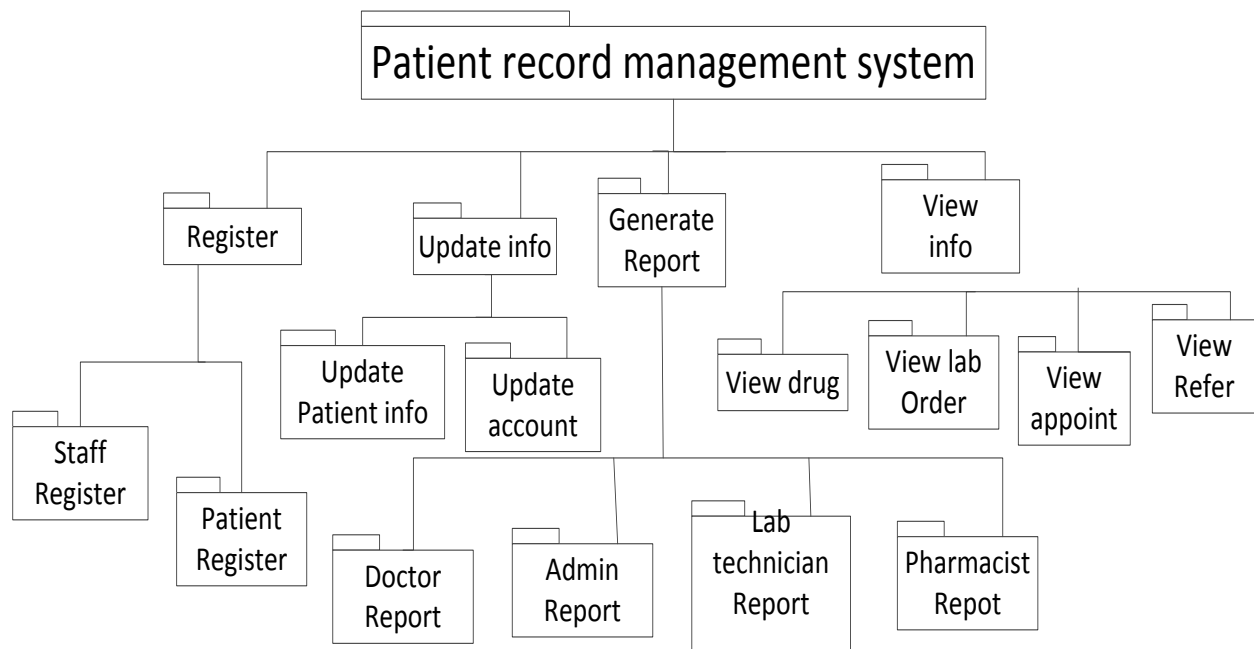 Patient record management system
Register
Update info
Generate
Report
View
info
Update
Patient info
Update
account
View drug
View lab
Order
View
appoint
View
Refer
Staff
Register
Patient
Register
Doctor
Report
Admin
Report
Lab
technician
Report
Pharmacist
Repot